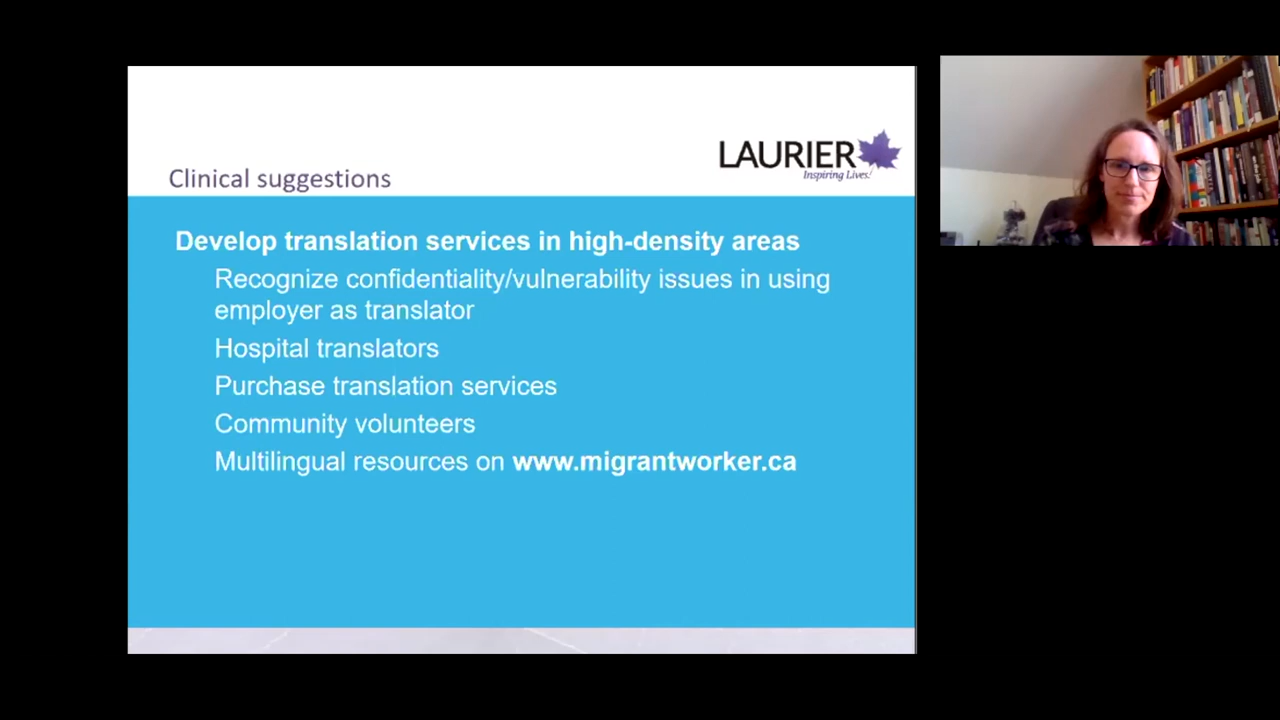 LAURIER
Inspiring Lives.
Clinical suggestions
Develop translation services in high-density areas
Recognize confidentiality/vulnerability issues in using
employer as translator
Hospital translators
Purchase translation services
Community volunteers
Multilingual resources on www.migrantworker.ca